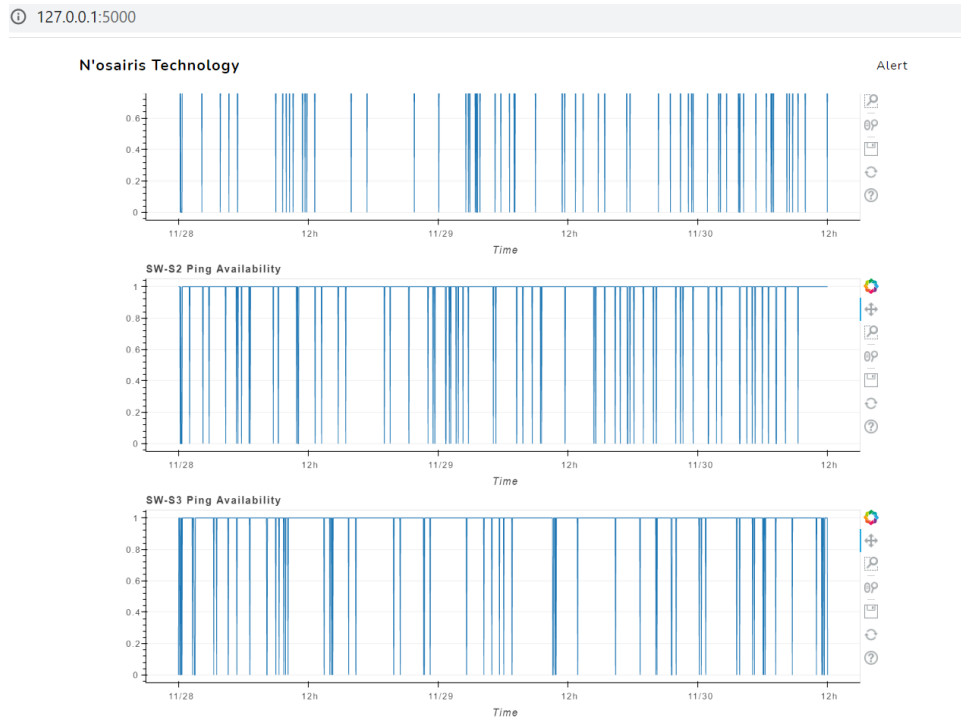 127.0.0.1:5000
N'osairis Technology Alert
0.6
0.4
0.2
0
11/28 12h 11/29 12h 11/30 12h
Time
SW-S2 Ping Availability
1
0.8
0.6
0.4
0.2
0
11/28 12h 11/29 12h 11/30 12h
Time
SW-S3 Ping Availability
1
0.8
0.6
0.4
0.2
0
11/28 12h 11/29 12h 11/30 12h
Time